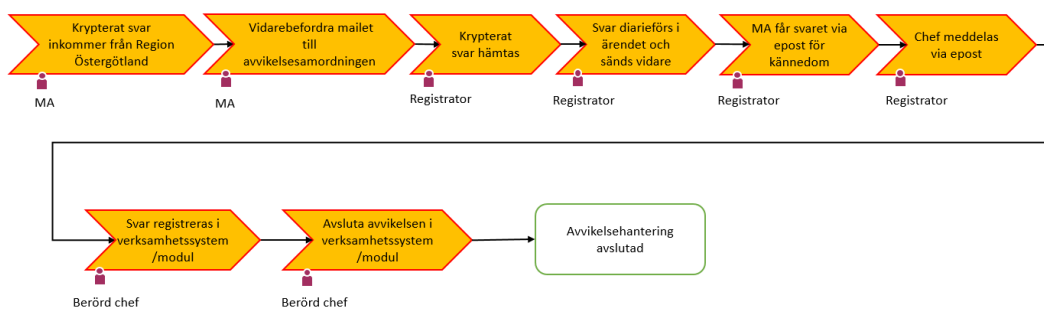 Krypterat svar
inkommer från Region
Östergötland
MA
Vidarebefordra mailet
till
avvikelsesamordningen
MA
Krypterat
svar hämtas
Registrator
Svar diarieförs i
ärendet och
sänds vidare
Registrator
MA får svaret via
epost för
kännedom
Registrator
Chef meddelas
via epost
Registrator
Svar registreras i
verksamhetssystem
/modul
Berörd chef
Avsluta avvikelsen i
verksamhetssystem
/modul
Berörd chef
Avvikelsehantering
avslutad